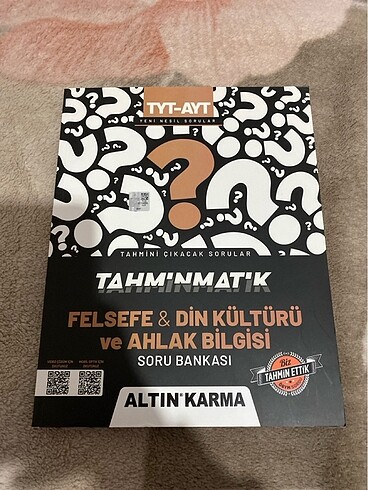 TYT-AYT
YENİ NESİL SORULAR
TAHMİNİ ÇIKACAK SORULAR
TAHMİNMATİK
FELSEFE & DİN KÜLTÜRÜ
ve AHLAK BİLGİSİ
SORU BANKASI
Biz
TAHMİN ETTİK
ALTIN KARMA